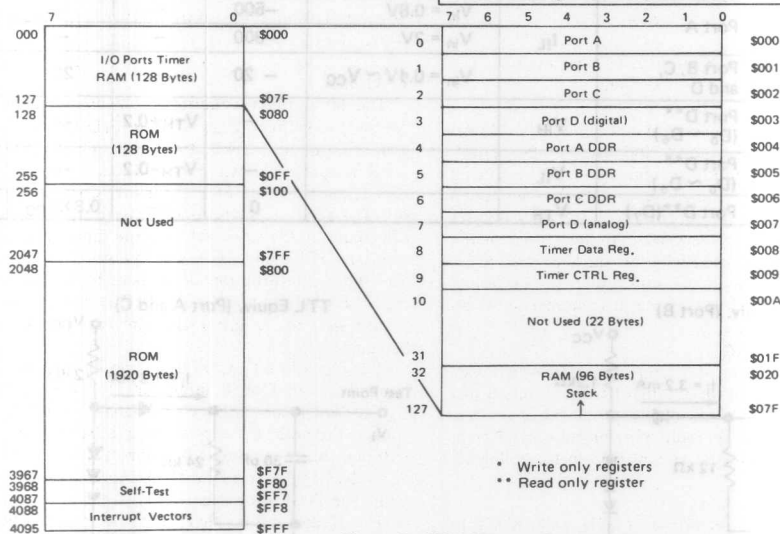 7 0
000 $000
I/O Ports Timer
RAM (128 Bytes)
127 $07F
128 $080
ROM
(128 Bytes)
255 $0FF
256 $100
Not Used
2047 $7FF
2048 $800
ROM
(1920 Bytes)
3967 $F7F
3968 $F80
Self-Test
4087 $FF7
4088 $FF8
Interrupt Vectors
4095 $FFF
7 6 5 4 3 2 1 0
0 Port A $000
1 Port B $001
2 Port C $002
3 Port D (digital) $003
4 Port A DDR $004
5 Port B DDR $005
6 Port C DDR $006
7 Port D (analog) $007
8 Timer Data Reg. $008
9 Timer CTRL Reg. $009
10 $00A
Not Used (22 Bytes)
31 $01F
32 $020
RAM (96 Bytes)
Stack
127 $07F
* Write only registers
** Read only register